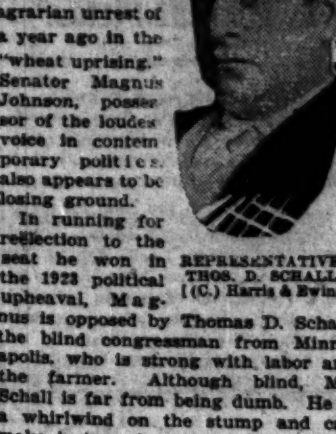 agrarian unrest of
a year ago in the
"wheat uprising."
Senator Magnus
Johnson, posses-
sor of the loudes
voice in contem
porary politics.
also appears to be
losing ground.
In running for
reëlection to the
seat he won in
the 1923 political
upheaval, Mag-
REPRESENTATIVE
THOS. D. SCHALL
[(C.) Harris & Ewin
nus is opposed by Thomas D. Scha
the blind congressman from Minn
apolis. who is strong with labor a
the farmer. Although blind, M
Schall is far from being dumb. He
a whirlwind on the stump and